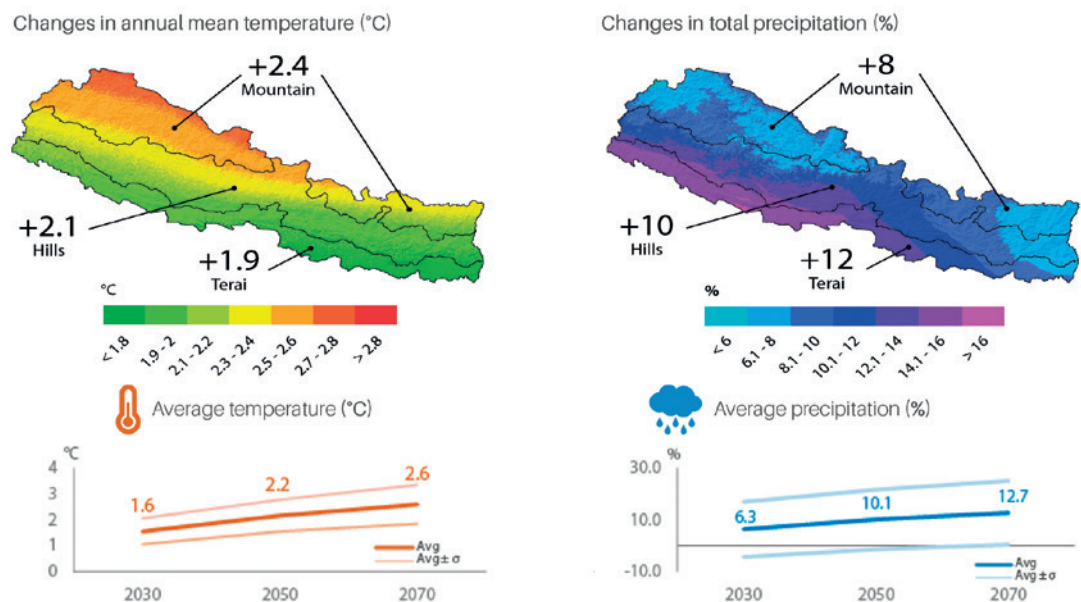 Changes in annual mean temperature (°C)
+2.4
Mountain
+2.1
Hills
+1.9
Terai
°C
< 1.8
1.9 - 2
2.1 - 2.2
2.3 - 2.4
2.5 - 2.6
2.7 - 2.8
> 2.8
Average temperature (°C)
°C
4
3
2
1
0
1.6
2.2
2.6
Avg
Avg ± σ
2030
2050
2070
Changes in total precipitation (%)
+8
Mountain
+10
Hills
+12
Terai
%
< 6
6.1 - 8
8.1 - 10
10.1 - 12
12.1 - 14
14.1 - 16
> 16
Average precipitation (%)
%
30.0
10.0
-10.0
6.3
10.1
12.7
Avg
Avg ± σ
2030
2050
2070